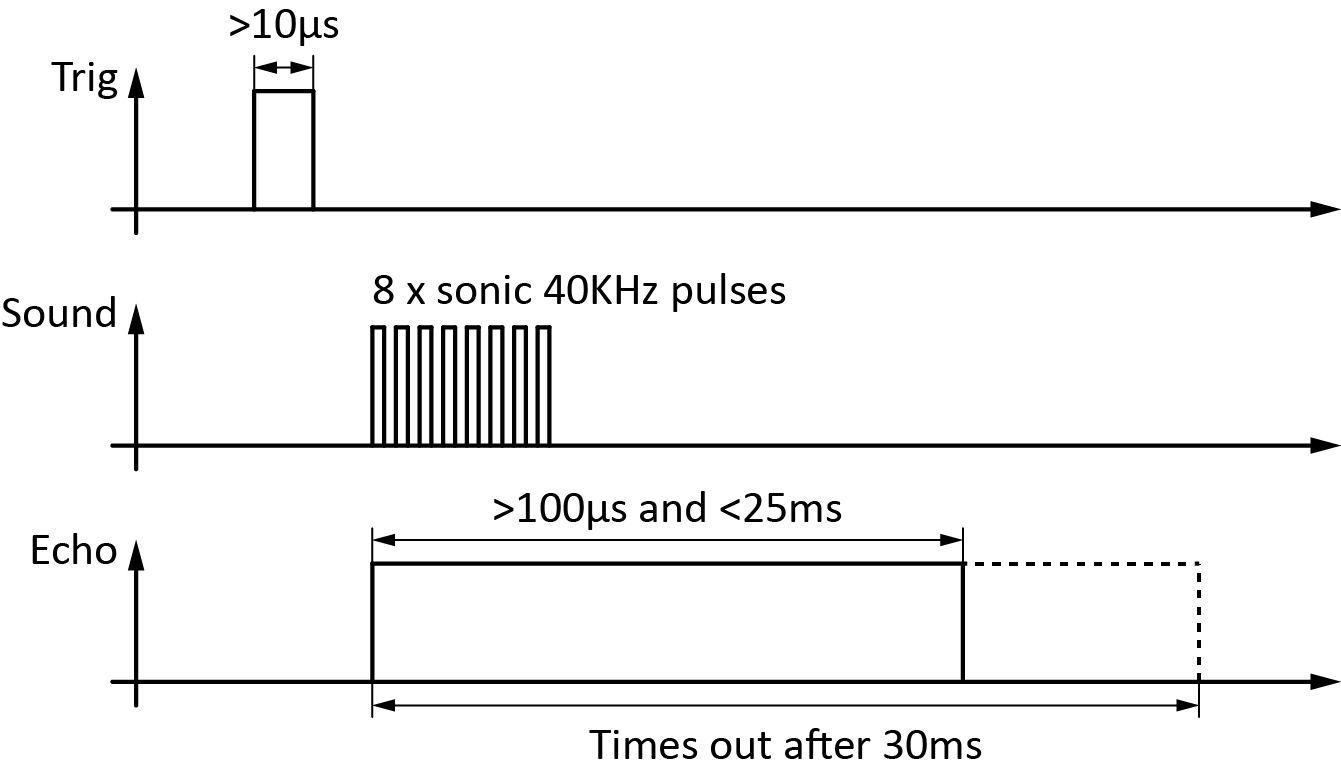 >10µs
Trig
8 x sonic 40KHz pulses
Sound
>100µs and <25ms
Echo
Times out after 30ms